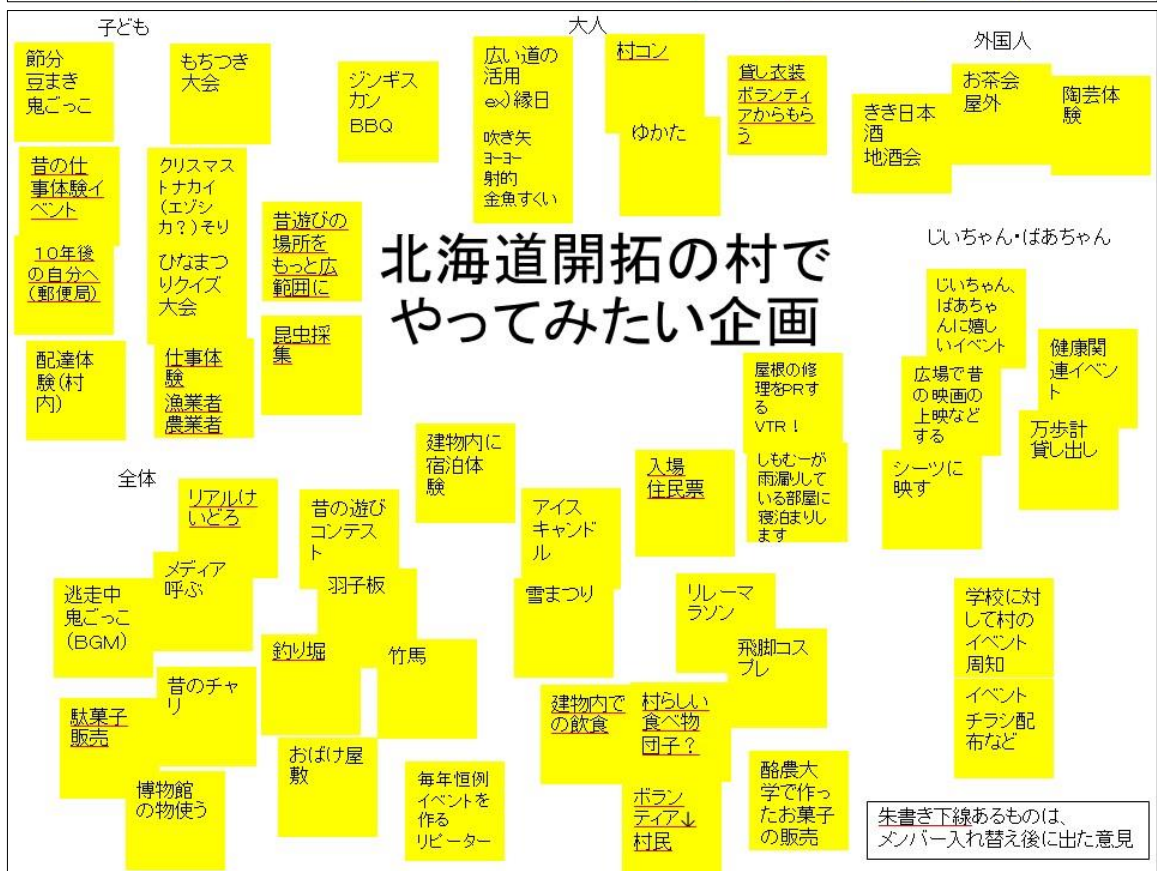 子ども
節分
豆まき
鬼ごっこ
もちつき
大会
ジンギス
カン
BBQ
昔の仕
事体験イ
ベント
クリスマス
トナカイ
(エゾシ
カ?)そり
昔遊びの
場所を
もっと広
範囲に
10年後
の自分へ
(郵便局)
ひなまつ
りクイズ
大会
昆虫採
集
配達体
験(村
内)
仕事体
験
漁業者
農業者
大人
広い道の
活用
ex)縁日
吹き矢
ヨーヨー
射的
金魚すくい
村コン
ゆかた
貸し衣装
ボランティ
アからもら
う
外国人
きき日本
酒
地酒会
お茶会
屋外
陶芸体
験
北海道開拓の村で
やってみたい企画
じいちゃん・ばあちゃん
じいちゃん、
ばあちゃ
んに嬉し
いイベント
健康関
連イベン
ト
広場で昔
の映画の
上映など
する
万歩計
貸し出し
シーツに
映す
屋根の修
理をPRす
る
VTR!
しもむーが
雨漏りして
いる部屋に
寝泊まりし
ます
全体
リアルけ
いどろ
メディア
呼ぶ
逃走中
鬼ごっこ
(BGM)
昔のチャ
リ
駄菓子
販売
博物館
の物使う
昔の遊び
コンテス
ト
羽子板
釣り堀
竹馬
おばけ屋
敷
毎年恒例
イベントを
作る
リピーター
建物内に
宿泊体
験
アイス
キャンド
ル
雪まつり
入場
住民票
リレーマ
ラソン
飛脚コス
プレ
建物内で
の飲食
村らしい
食べ物
団子?
ボラン
ティア↓
村民
酪農大
学で作っ
たお菓子
の販売
学校に対
して村の
イベント
周知
イベント
チラシ配
布など
朱書き下線あるものは、
メンバー入れ替え後に出た意見